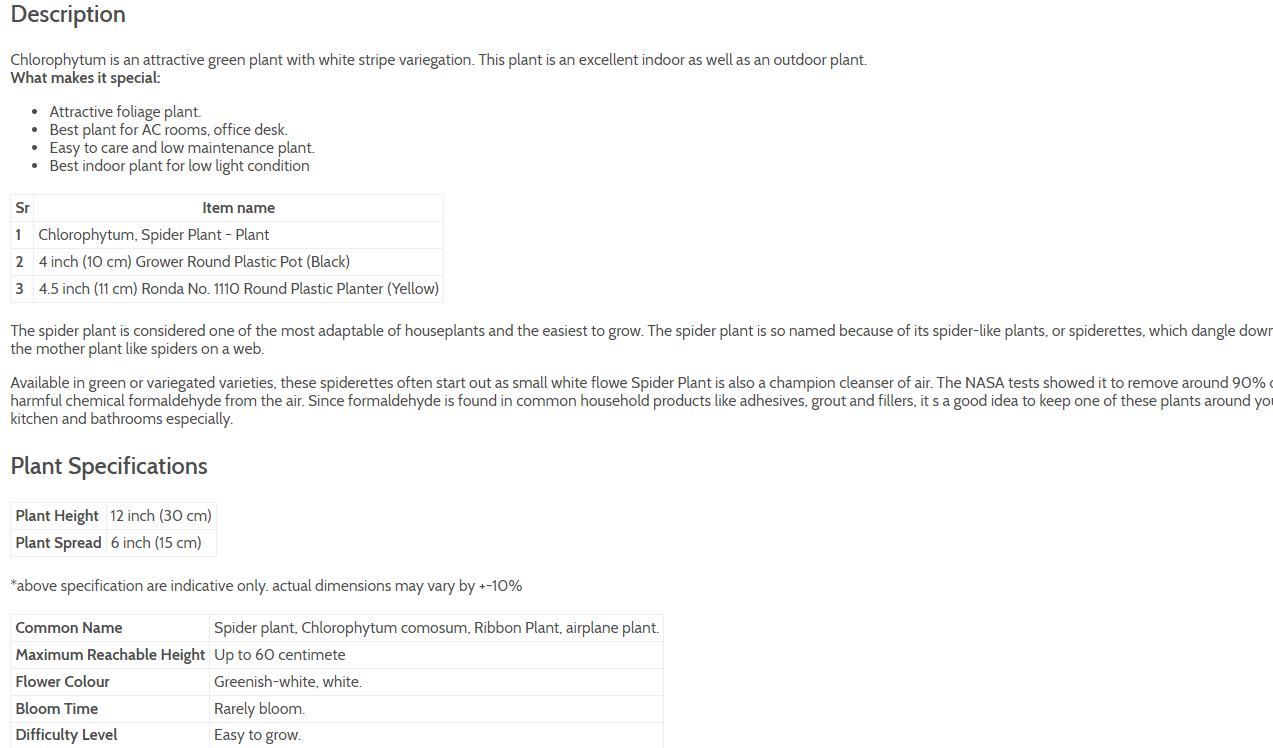 Description
Chlorophytum is an attractive green plant with white stripe variegation. This plant is an excellent indoor as well as an outdoor plant.
What makes it special:
• Attractive foliage plant.
• Best plant for AC rooms, office desk.
• Easy to care and low maintenance plant.
• Best indoor plant for low light condition
Sr Item name
1 Chlorophytum, Spider Plant - Plant
2 4 inch (10 cm) Grower Round Plastic Pot (Black)
3 4.5 inch (11 cm) Ronda No. 1110 Round Plastic Planter (Yellow)
The spider plant is considered one of the most adaptable of houseplants and the easiest to grow. The spider plant is so named because of its spider-like plants, or spiderettes, which dangle down
the mother plant like spiders on a web.
Available in green or variegated varieties, these spiderettes often start out as small white flowe Spider Plant is also a champion cleanser of air. The NASA tests showed it to remove around 90%
harmful chemical formaldehyde from the air. Since formaldehyde is found in common household products like adhesives, grout and fillers, it s a good idea to keep one of these plants around
kitchen and bathrooms especially.
Plant Specifications
Plant Height 12 inch (30 cm)
Plant Spread 6 inch (15 cm)
*above specification are indicative only. actual dimensions may vary by +-10%
Common Name Spider plant, Chlorophytum comosum, Ribbon Plant, airplane plant.
Maximum Reachable Height Up to 60 centimete
Flower Colour Greenish-white, white.
Bloom Time Rarely bloom.
Difficulty Level Easy to grow.